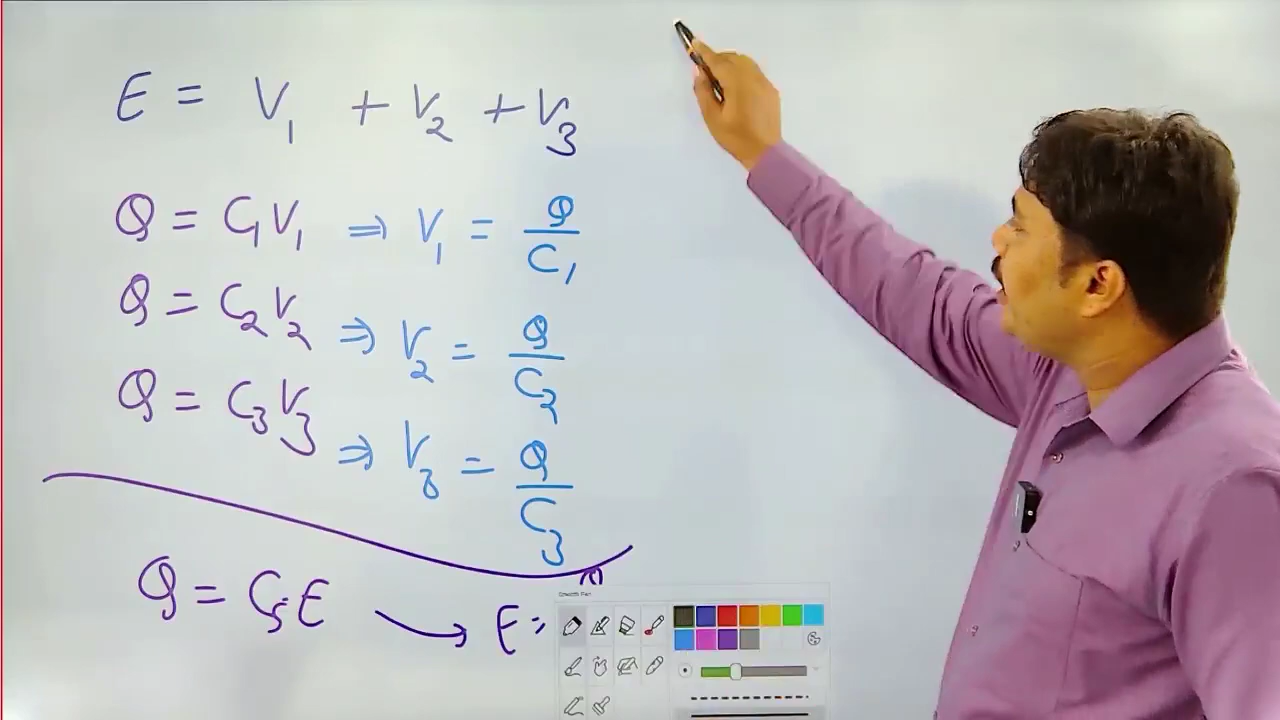 E = V₁ + V₂ + V₃
Q = C₁V₁ ⇒ V₁ = Q/C₁
Q = C₂V₂ ⇒ V₂ = Q/C₂
Q = C₃V₃ ⇒ V₃ = Q/C₃
Q = CₛE → E =